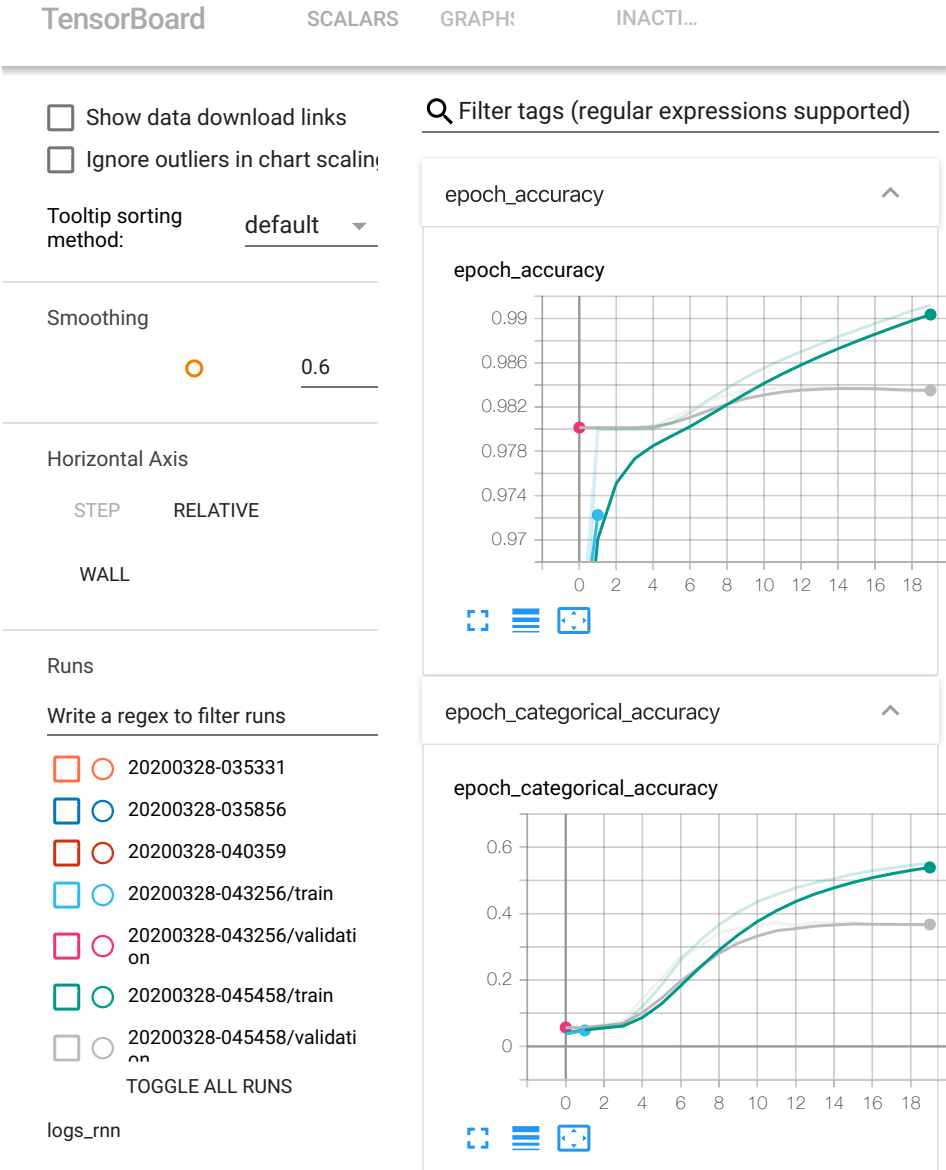 TensorBoard SCALARS GRAPHS INACTI...
Show data download links
Ignore outliers in chart scaling
Tooltip sorting
method:
default
Smoothing
0.6
Horizontal Axis
STEP RELATIVE
WALL
Runs
Write a regex to filter runs
20200328-035331
20200328-035856
20200328-040359
20200328-043256/train
20200328-043256/validati
on
20200328-045458/train
20200328-045458/validati
on
TOGGLE ALL RUNS
logs_rnn
Filter tags (regular expressions supported)
epoch_accuracy
epoch_accuracy
0.99
0.986
0.982
0.978
0.974
0.97
0 2 4 6 8 10 12 14 16 18
epoch_categorical_accuracy
epoch_categorical_accuracy
0.6
0.4
0.2
0
0 2 4 6 8 10 12 14 16 18